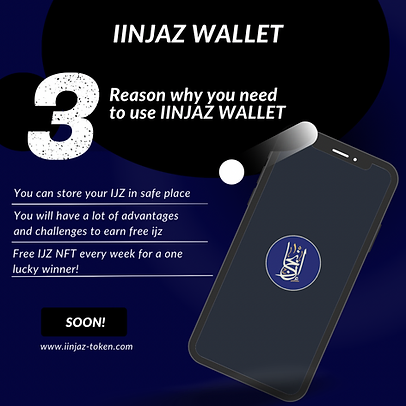 IINJAZ WALLET
3
Reason why you need
to use IINJAZ WALLET
You can store your IJZ in safe place
You will have a lot of advantages
and challenges to earn free ijz
Free IJZ NFT every week for a one
lucky winner!
SOON!
www.iinjaz-token.com